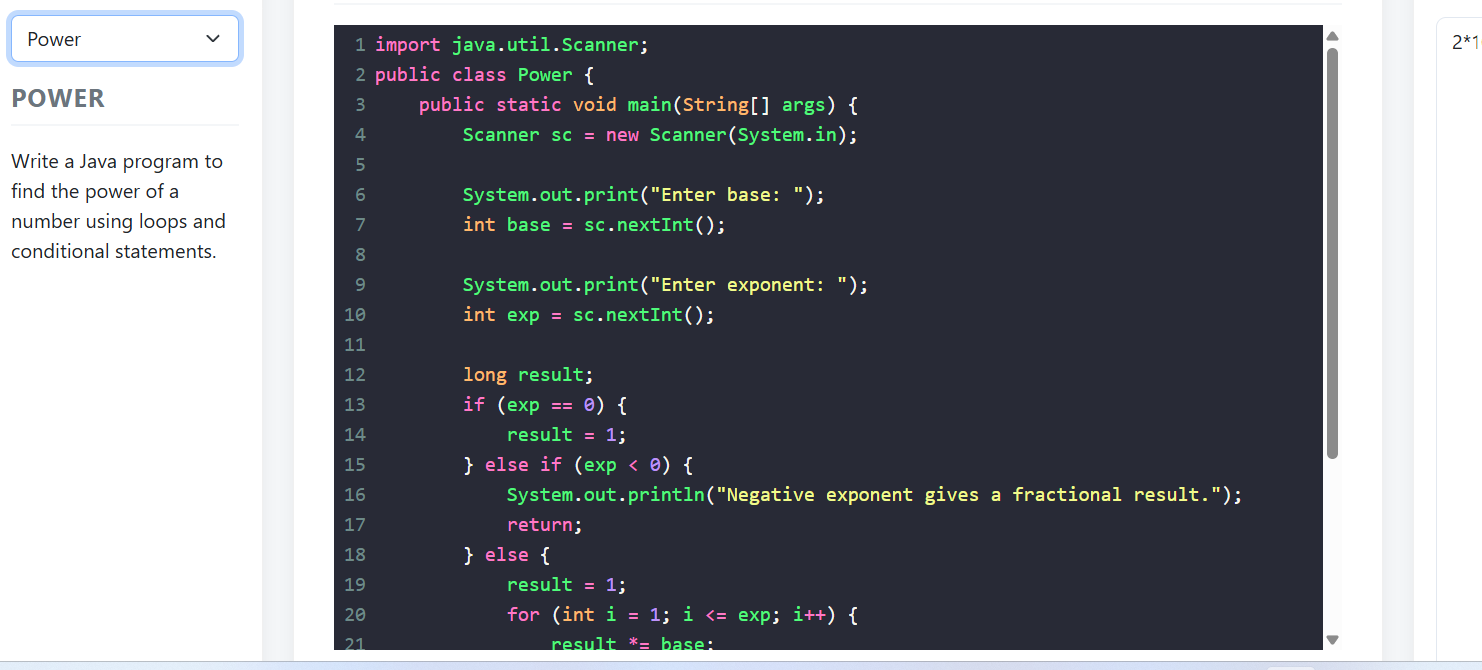 Power
POWER
Write a Java program to
find the power of a
number using loops and
conditional statements.
1 import java.util.Scanner;
2 public class Power {
3     public static void main(String[] args) {
4         Scanner sc = new Scanner(System.in);
5
6         System.out.print("Enter base: ");
7         int base = sc.nextInt();
8
9         System.out.print("Enter exponent: ");
10         int exp = sc.nextInt();
11
12         long result;
13         if (exp == 0) {
14             result = 1;
15         } else if (exp < 0) {
16             System.out.println("Negative exponent gives a fractional result.");
17             return;
18         } else {
19             result = 1;
20             for (int i = 1; i <= exp; i++) {
21                 result *= base;
2*1